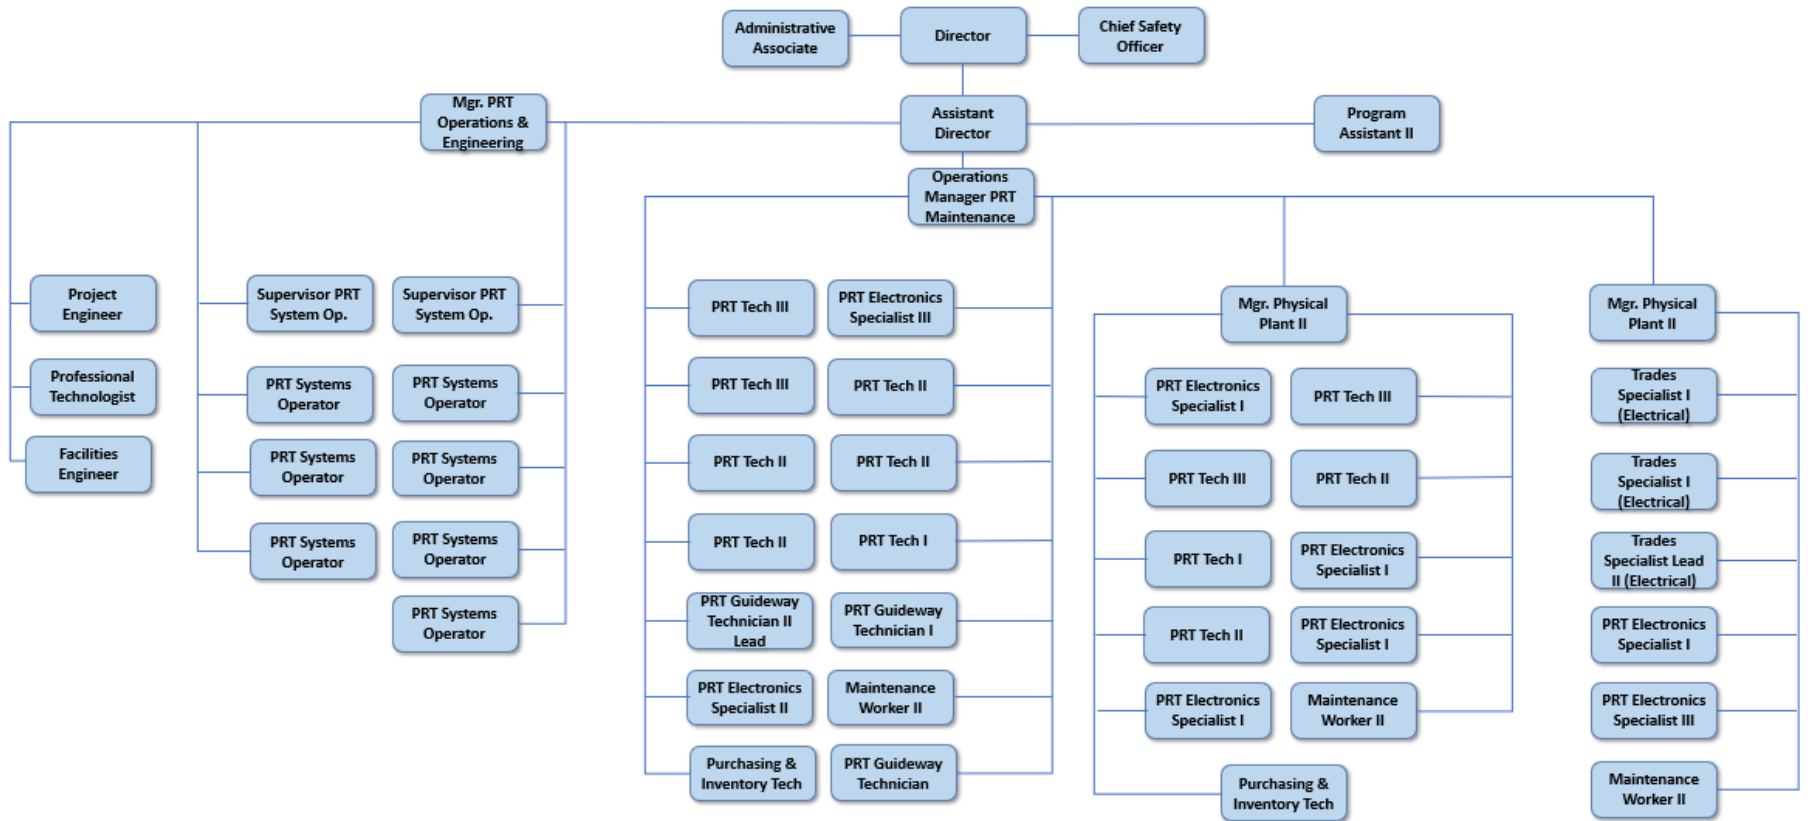 Administrative
Associate
Director
Chief Safety
Officer
Mgr. PRT
Operations &
Engineering
Assistant
Director
Program
Assistant II
Operations
Manager PRT
Maintenance
Project
Engineer
Professional
Technologist
Facilities
Engineer
Supervisor PRT
System Op.
PRT Systems
Operator
PRT Systems
Operator
PRT Systems
Operator
Supervisor PRT
System Op.
PRT Systems
Operator
PRT Systems
Operator
PRT Systems
Operator
PRT Systems
Operator
PRT Tech III
PRT Tech III
PRT Tech II
PRT Tech II
PRT Guideway
Technician II
Lead
PRT Electronics
Specialist II
Purchasing &
Inventory Tech
PRT Electronics
Specialist III
PRT Tech II
PRT Tech II
PRT Tech I
PRT Guideway
Technician I
Maintenance
Worker II
PRT Guideway
Technician
Mgr. Physical
Plant II
PRT Electronics
Specialist I
PRT Tech III
PRT Tech I
PRT Tech II
PRT Electronics
Specialist I
PRT Tech III
PRT Tech II
PRT Electronics
Specialist I
PRT Electronics
Specialist I
Maintenance
Worker II
Purchasing &
Inventory Tech
Mgr. Physical
Plant II
Trades
Specialist I
(Electrical)
Trades
Specialist I
(Electrical)
Trades
Specialist Lead
II (Electrical)
PRT Electronics
Specialist I
PRT Electronics
Specialist III
Maintenance
Worker II